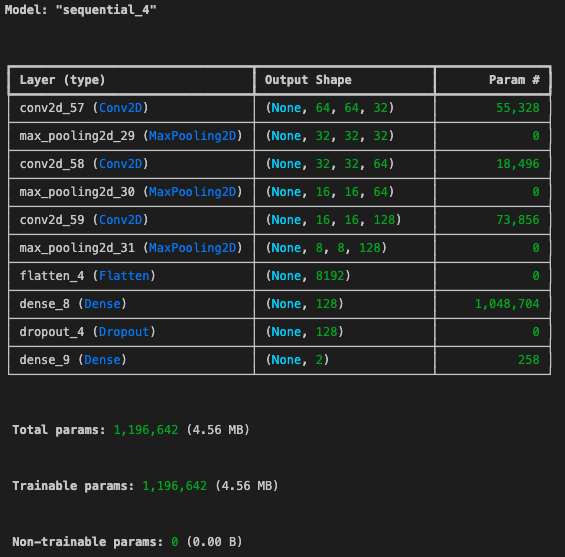 Model: "sequential_4"
Layer (type) Output Shape Param #
conv2d_57 (Conv2D) (None, 64, 64, 32) 55,328
max_pooling2d_29 (MaxPooling2D) (None, 32, 32, 32) 0
conv2d_58 (Conv2D) (None, 32, 32, 64) 18,496
max_pooling2d_30 (MaxPooling2D) (None, 16, 16, 64) 0
conv2d_59 (Conv2D) (None, 16, 16, 128) 73,856
max_pooling2d_31 (MaxPooling2D) (None, 8, 8, 128) 0
flatten_4 (Flatten) (None, 8192) 0
dense_8 (Dense) (None, 128) 1,048,704
dropout_4 (Dropout) (None, 128) 0
dense_9 (Dense) (None, 2) 258
Total params: 1,196,642 (4.56 MB)
Trainable params: 1,196,642 (4.56 MB)
Non-trainable params: 0 (0.00 B)